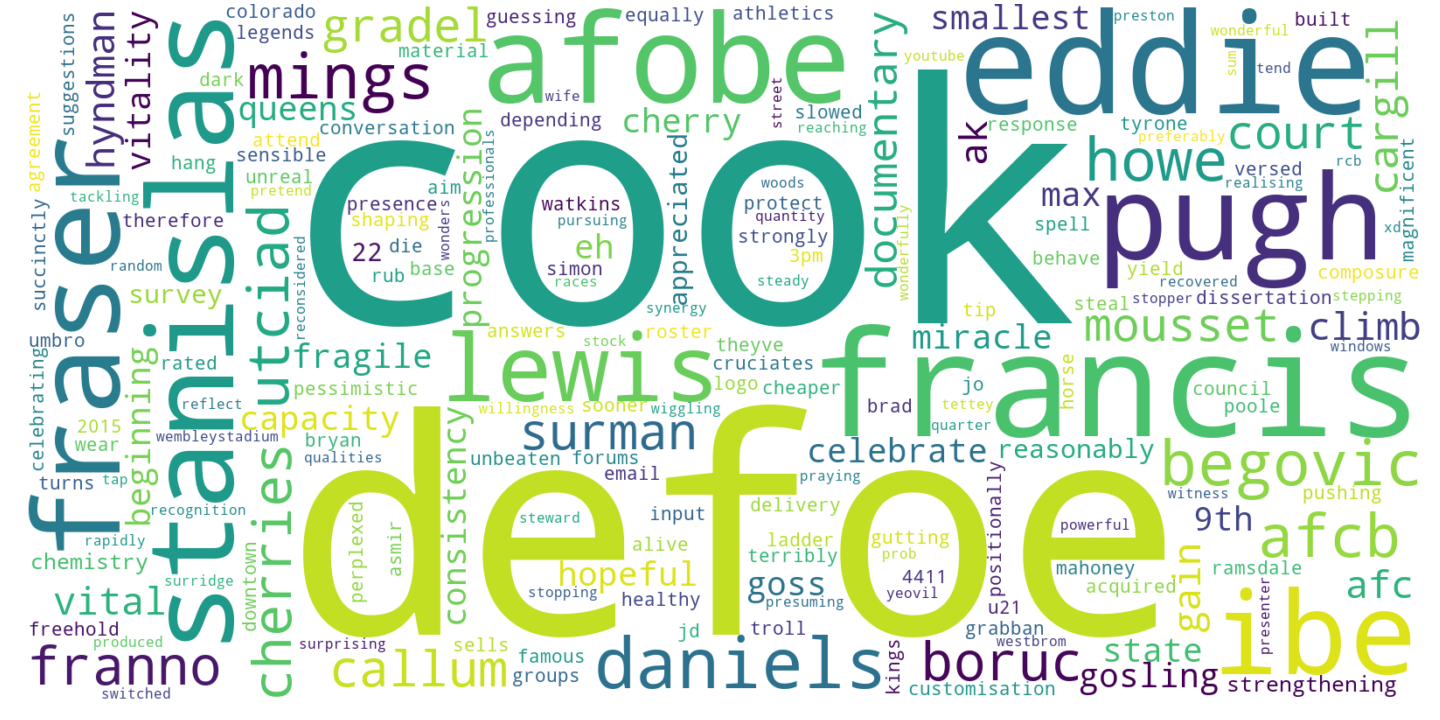 colorado
legends
gradel
guessing
afobe
equally
athletics
smallest
preston
wonderful
built
suggestions
hyndman
vitality
dark
mings
material
documentary
youtube
eddie
sum
tend
cargill
queens
wife
depending
street
slowed
reaching
cherry
ak
response
tyrone
preferably
court
agreement
fraser
stanislas
hang
attend
sensible
conversation
progression
professionals
cook
howe
versed
realising
rcb
magnificent
tackling
unreal
pretend
aim
appreciated
woods
max
pugh
therefore
utciad
presence
shaping
wonders
watkins
pursuing
protect
quantity
strongly
spell
xd
succinctly
random
reconsidered
22
die
eh
3pm
behave
yield
recovered
composure
survey
rub
base
simon
races
steady
wonderfully
steal
stopper
dissertation
stepping
synergy
tip
mousset
climb
umbro
beginning
rated
fragile
answers
stock
roster
miracle
windows
celebrating
pessimistic
lewis
theyve
cruciates
logo
cheaper
francis
jo
horse
council
poole
reflect
capacity
willingness
sooner
wiggling
brad
tettey
quarter
2015
wear
wembleystadium
cherries
bryan
qualities
consistency
surman
celebrate
reasonably
begovic
turns
tap
unbeaten
forums
email
praying
positionally
witness
pushing
recognition
defoe
steward
input
delivery
powerful
9th
rapidly
chemistry
perplexed
asmir
alive
ladder
terribly
gutting
prob
afcb
surridge
downtown
hopeful
goss
4411
mahoney
acquired
gain
ramsdale
afc
vital
stopping
healthy
presuming
yeovil
u21
presenter
ibe
freehold
produced
surprising
jd
troll
grabban
westbrom
state
franno
callum
sells
famous
groups
daniels
kings
boruc
gosling
strengthening
switched
customisation